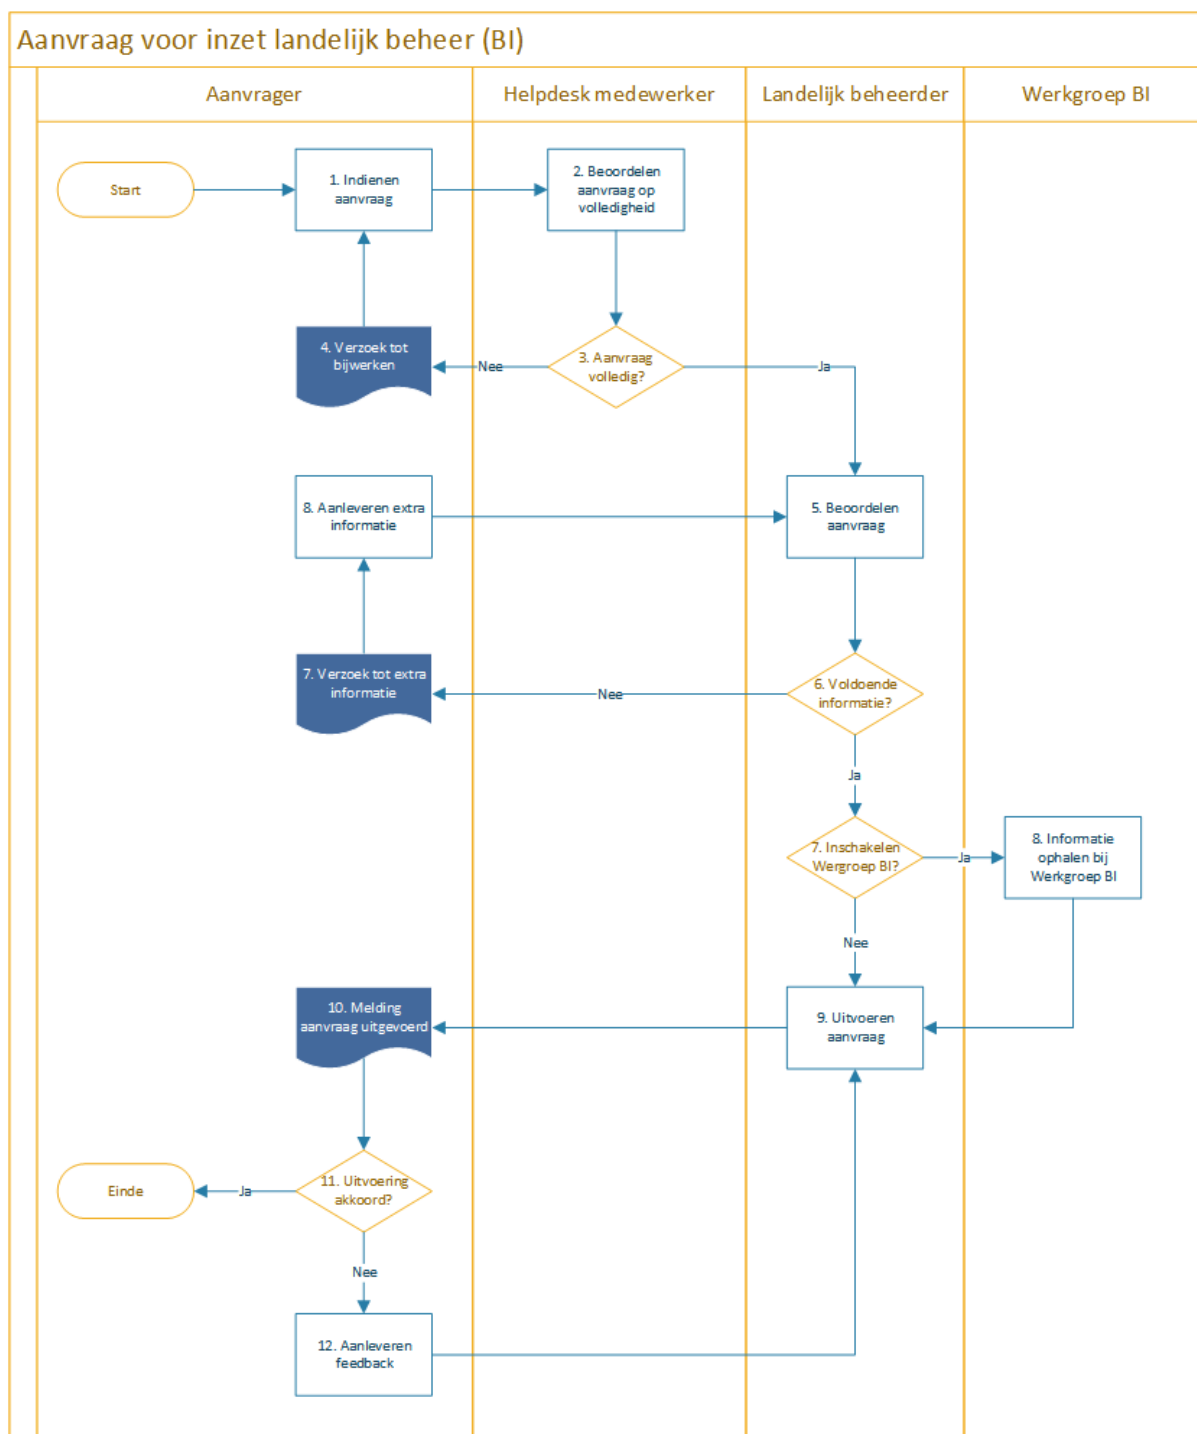 Aanvraag voor inzet landelijk beheer (BI)
Aanvrager
Helpdesk medewerker
Landelijk beheerder
Werkgroep BI
Start
1. Indienen
aanvraag
2. Beoordelen
aanvraag op
volledigheid
4. Verzoek tot
bijwerken
Nee
3. Aanvraag
volledig?
Ja
8. Aanleveren extra
informatie
5. Beoordelen
aanvraag
7. Verzoek tot extra
informatie
Nee
6. Voldoende
informatie?
Ja
7. Inschakelen
Wergroep BI?
Ja
8. Informatie
ophalen bij
Werkgroep BI
Nee
10. Melding
aanvraag uitgevoerd
9. Uitvoeren
aanvraag
Einde
Ja
11. Uitvoering
akkoord?
Nee
12. Aanleveren
feedback